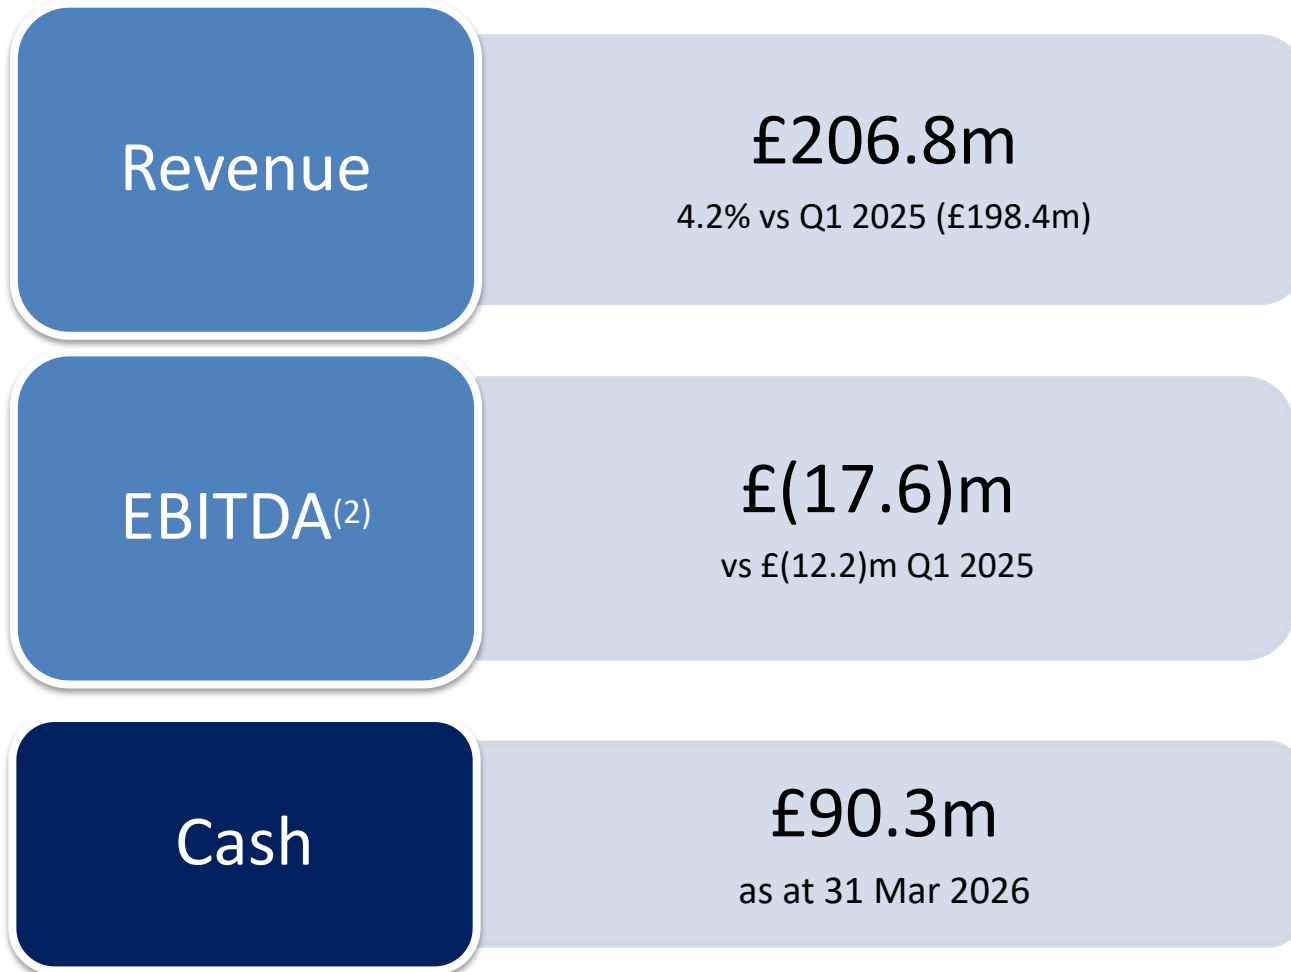 Revenue
£206.8m
4.2% vs Q1 2025 (£198.4m)
EBITDA(2)
£(17.6)m
vs £(12.2)m Q1 2025
Cash
£90.3m
as at 31 Mar 2026